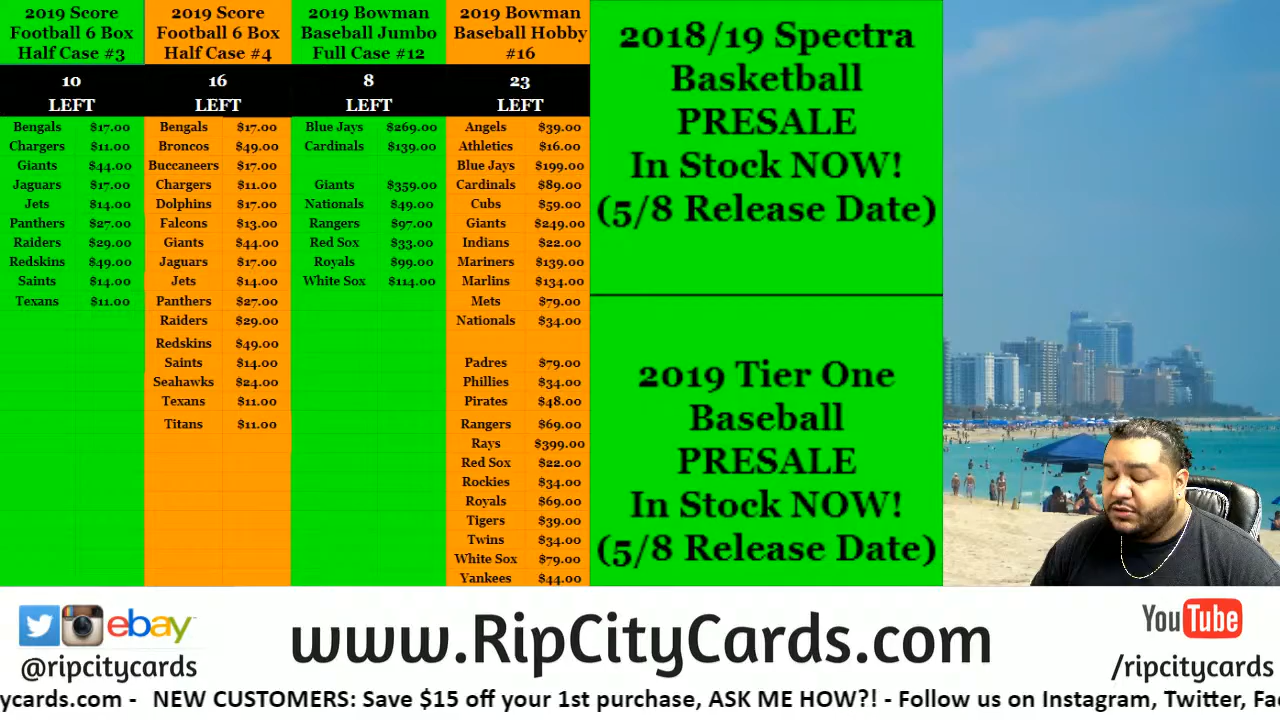 2019 Score
Football 6 Box
Half Case #3
10
LEFT
Bengals $17.00
Chargers $11.00
Giants $44.00
Jaguars $17.00
Jets $14.00
Panthers $27.00
Raiders $29.00
Redskins $49.00
Saints $14.00
Texans $11.00
2019 Score
Football 6 Box
Half Case #4
16
LEFT
Bengals $17.00
Broncos $49.00
Buccaneers $17.00
Chargers $11.00
Dolphins $17.00
Falcons $13.00
Giants $44.00
Jaguars $17.00
Jets $14.00
Panthers $27.00
Raiders $29.00
Redskins $49.00
Saints $14.00
Seahawks $24.00
Texans $11.00
Titans $11.00
2019 Bowman
Baseball Jumbo
Full Case #12
8
LEFT
Blue Jays $269.00
Cardinals $139.00
Giants $359.00
Nationals $49.00
Rangers $97.00
Red Sox $33.00
Royals $99.00
White Sox $114.00
2019 Bowman
Baseball Hobby
#16
23
LEFT
Angels $39.00
Athletics $16.00
Blue Jays $199.00
Cardinals $89.00
Cubs $59.00
Giants $249.00
Indians $22.00
Mariners $139.00
Marlins $134.00
Mets $79.00
Nationals $34.00
Padres $79.00
Phillies $34.00
Pirates $48.00
Rangers $69.00
Rays $399.00
Red Sox $22.00
Rockies $34.00
Royals $69.00
Tigers $39.00
Twins $34.00
White Sox $79.00
Yankees $44.00
2018/19 Spectra
Basketball
PRESALE
In Stock NOW!
(5/8 Release Date)
2019 Tier One
Baseball
PRESALE
In Stock NOW!
(5/8 Release Date)
ebay
@ripcitycards
www.RipCityCards.com
YouTube
/ripcitycards
ycards.com - NEW CUSTOMERS: Save $15 off your 1st purchase, ASK ME HOW?! - Follow us on Instagram, Twitter, Fa